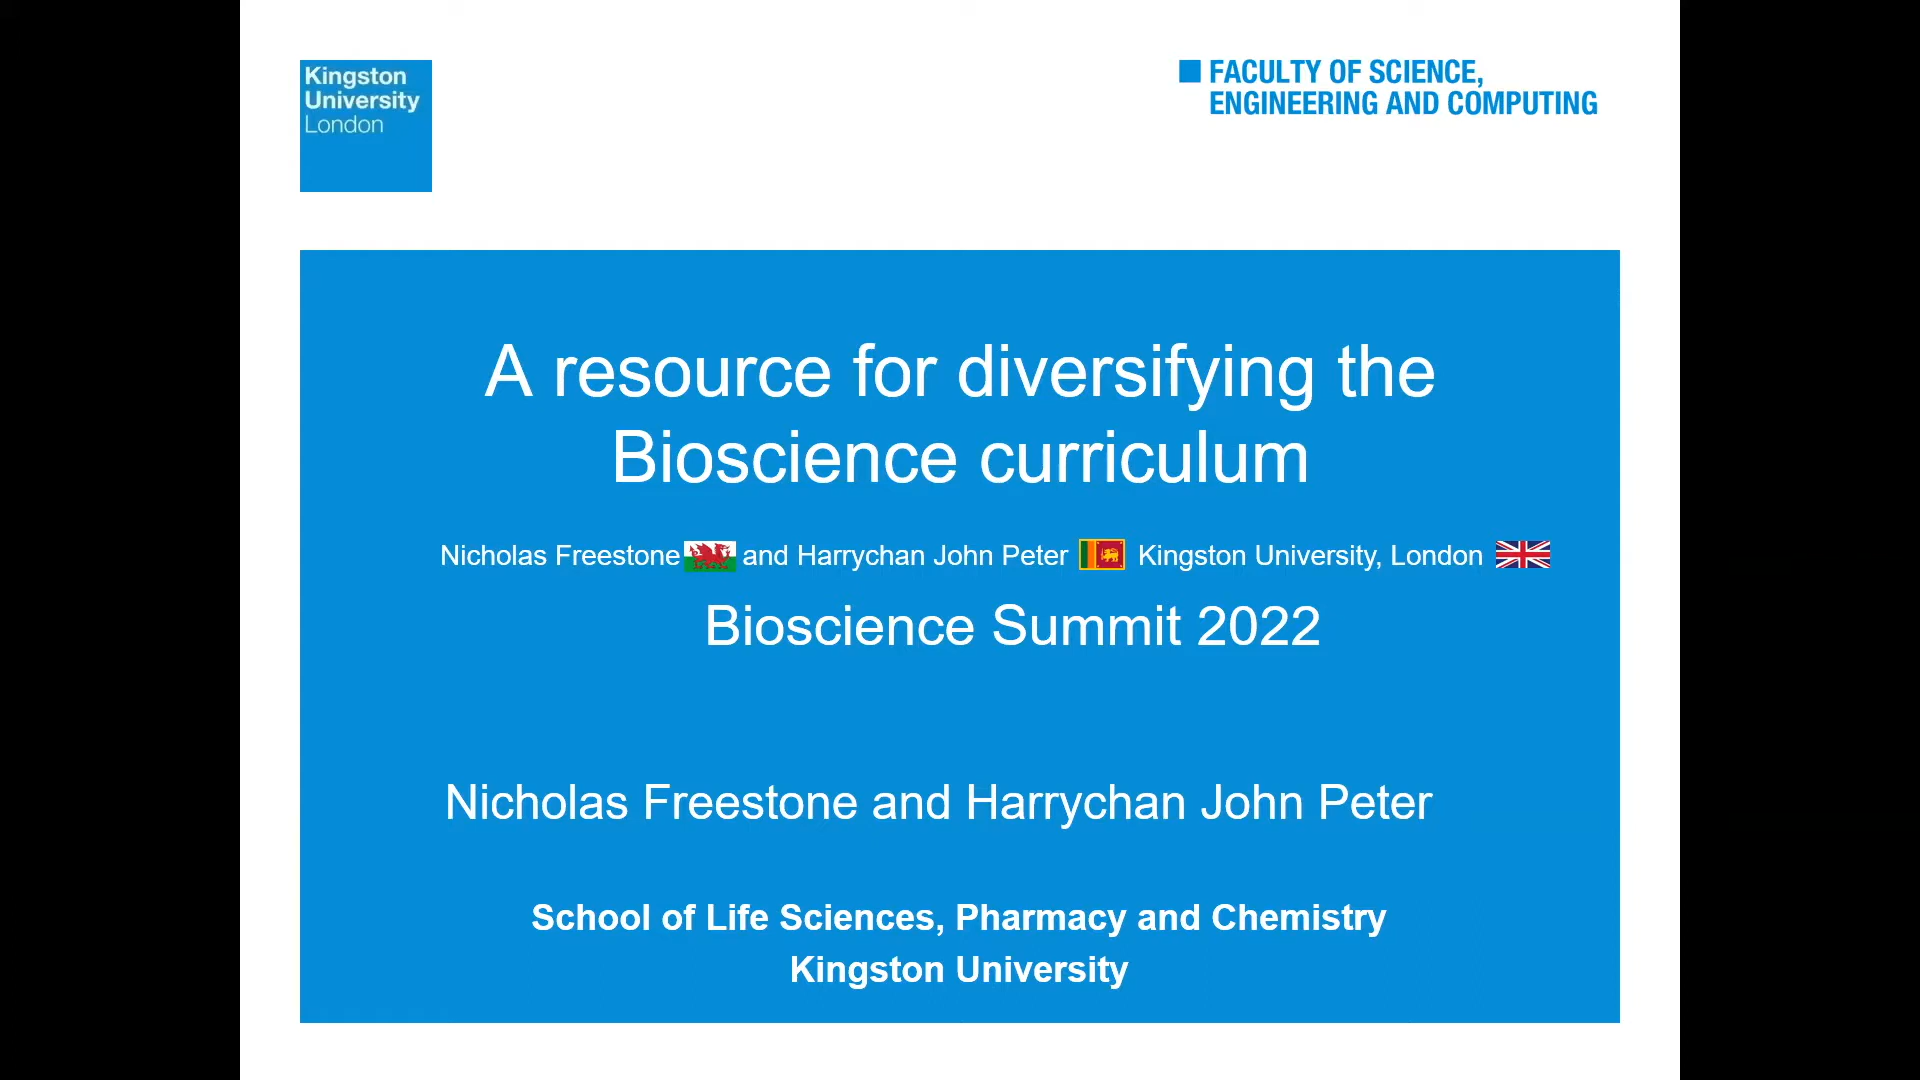 Kingston
University
London
FACULTY OF SCIENCE,
ENGINEERING AND COMPUTING
A resource for diversifying the
Bioscience curriculum
Nicholas Freestone and Harrychan John Peter Kingston University, London
Bioscience Summit 2022
Nicholas Freestone and Harrychan John Peter
School of Life Sciences, Pharmacy and Chemistry
Kingston University